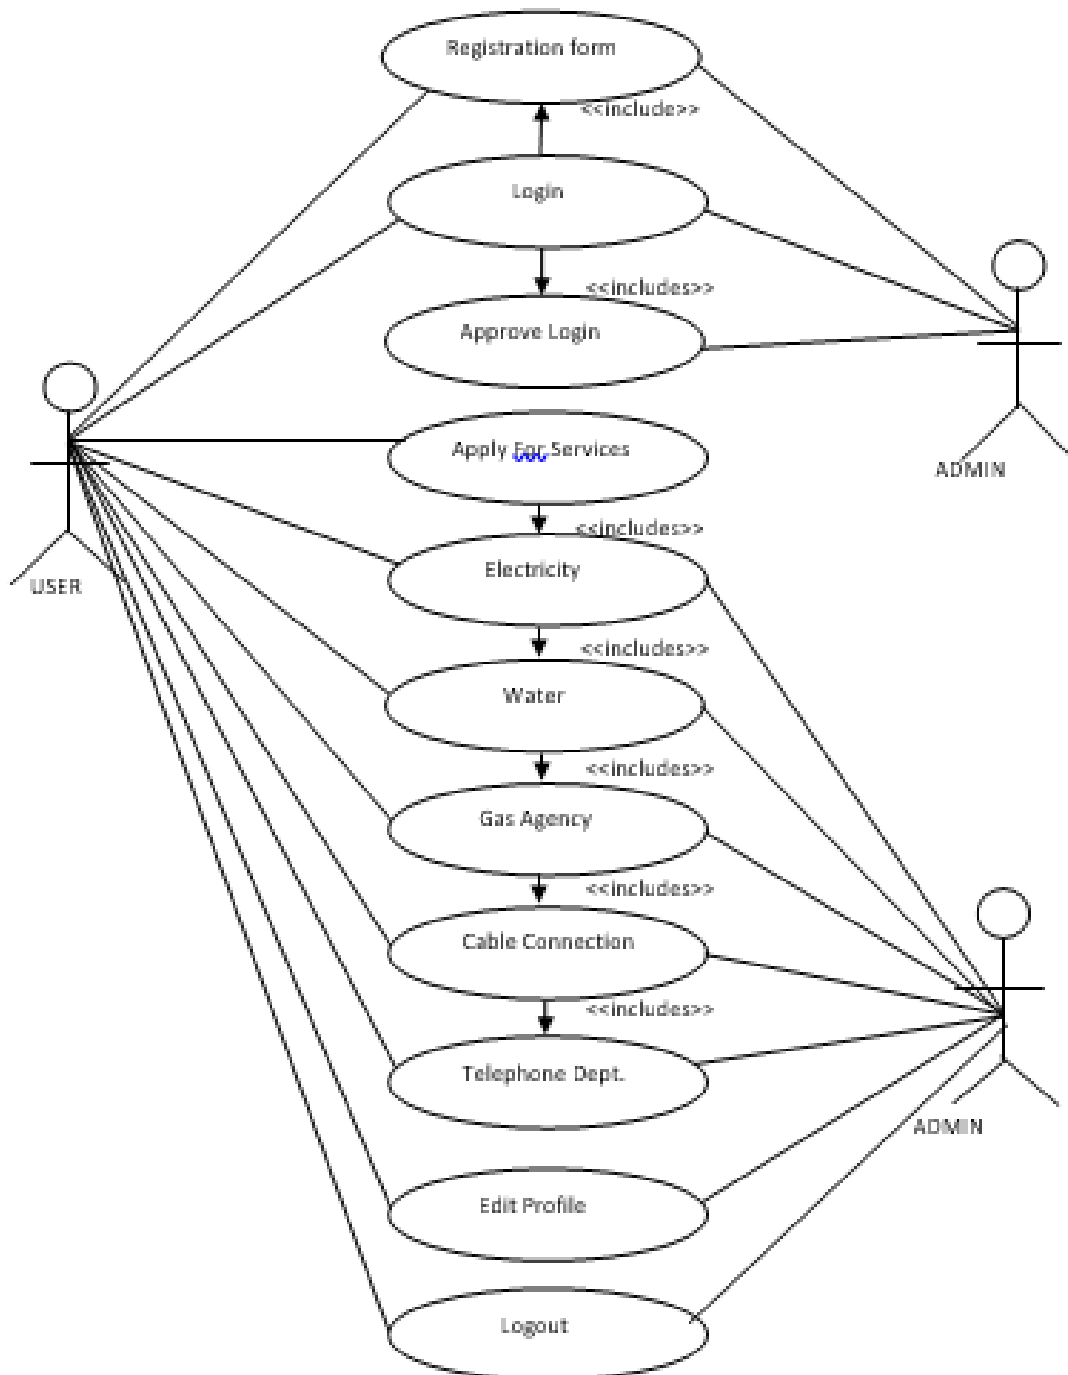 Registration form
<<include>>
Login
<<includes>>
Approve Login
Apply For Services
ADMIN
<<includes>>
Electricity
USER
<<includes>>
Water
<<includes>>
Gas Agency
<<includes>>
Cable Connection
<<includes>>
Telephone Dept.
ADMIN
Edit Profile
Logout